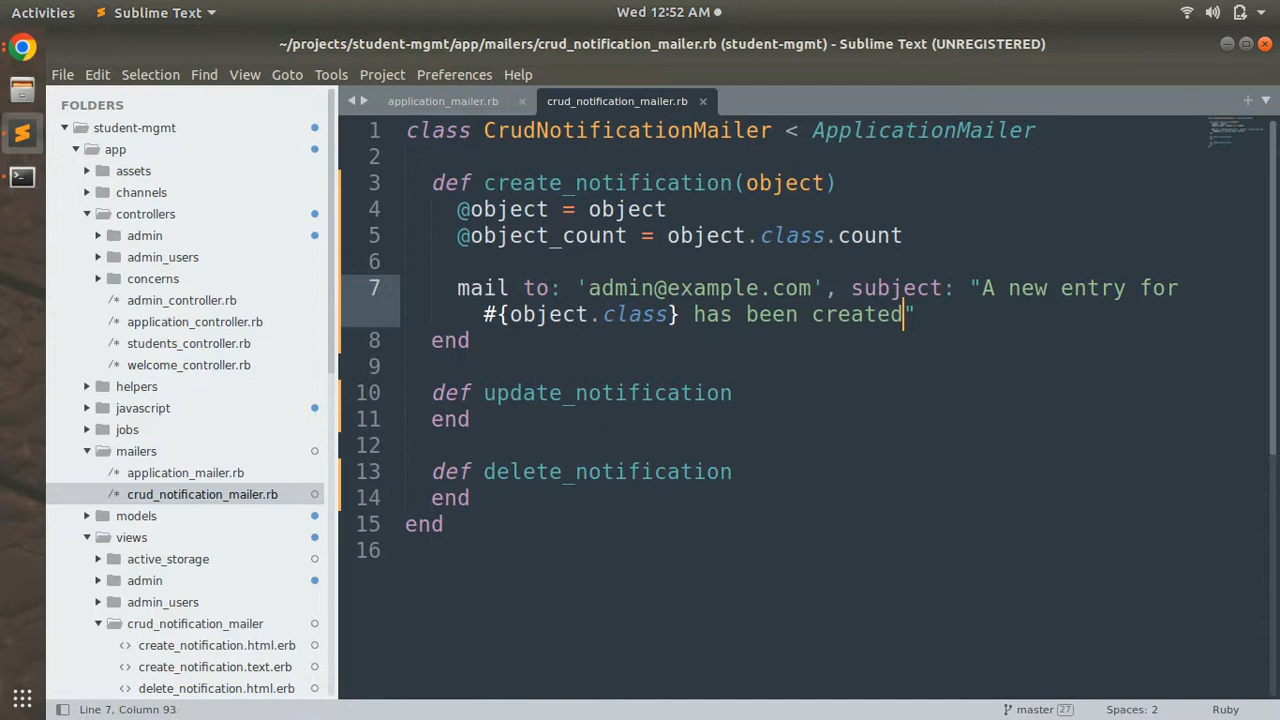 Activities
Sublime Text
Wed 12:52 AM
~/projects/student-mgmt/app/mailers/crud_notification_mailer.rb (student-mgmt) - Sublime Text (UNREGISTERED)
File Edit Selection Find View Goto Tools Project Preferences Help
FOLDERS
student-mgmt
app
assets
channels
controllers
admin
admin_users
concerns
/* admin_controller.rb
/* application_controller.rb
/* students_controller.rb
/* welcome_controller.rb
helpers
javascript
jobs
mailers
/* application_mailer.rb
/* crud_notification_mailer.rb
models
views
active_storage
admin
admin_users
crud_notification_mailer
<> create_notification.html.erb
<> create_notification.text.erb
<> delete_notification.html.erb
application_mailer.rb ×
crud_notification_mailer.rb ×
1 class CrudNotificationMailer < ApplicationMailer
2
3 def create_notification(object)
4 @object = object
5 @object_count = object.class.count
6
7 mail to: 'admin@example.com', subject: "A new entry for
#{object.class} has been created"
8 end
9
10 def update_notification
11 end
12
13 def delete_notification
14 end
15 end
16
Line 7, Column 93
master 27
Spaces: 2
Ruby